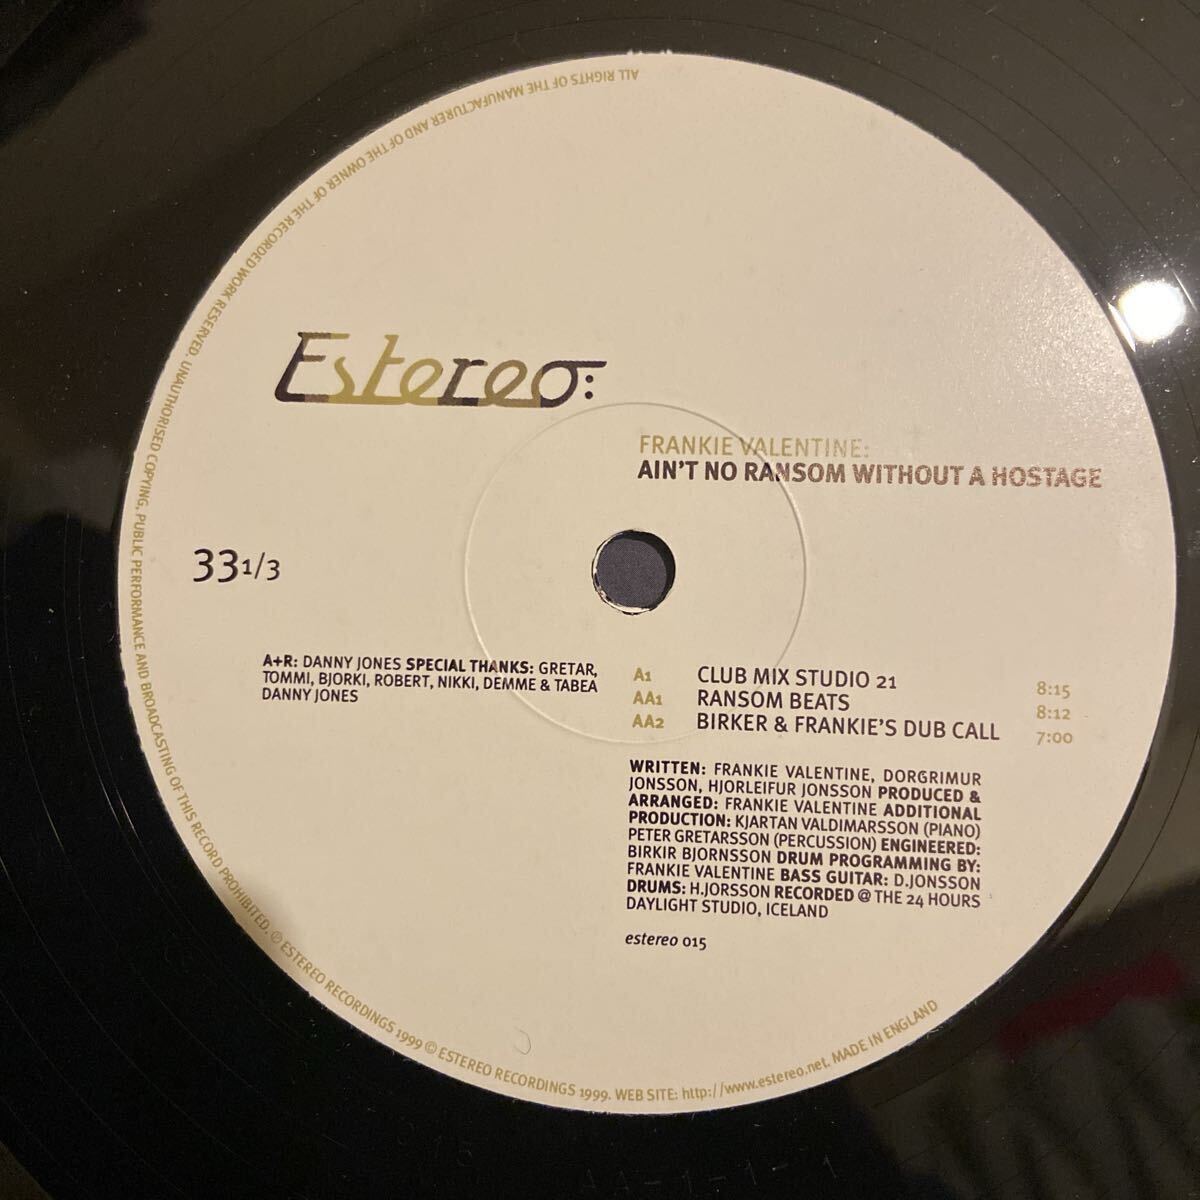 Estereo:
FRANKIE VALENTINE:
AIN'T NO RANSOM WITHOUT A HOSTAGE
33 1/3
A+R: DANNY JONES SPECIAL THANKS: GRETAR,
TOMMI, BJORKI, ROBERT, NIKKI, DEMME & TABEA
DANNY JONES
A1 CLUB MIX STUDIO 21 8:15
AA1 RANSOM BEATS 8:12
AA2 BIRKER & FRANKIE'S DUB CALL 7:00
WRITTEN: FRANKIE VALENTINE, DORGRIMUR
JONSSON, HJORLEIFUR JONSSON PRODUCED &
ARRANGED: FRANKIE VALENTINE ADDITIONAL
PRODUCTION: KJARTAN VALDIMARSSON (PIANO)
PETER GRETARSSON (PERCUSSION) ENGINEERED:
BIRKIR BJORNSSON DRUM PROGRAMMING BY:
FRANKIE VALENTINE BASS GUITAR: D.JONSSON
DRUMS: H.JORSSON RECORDED @ THE 24 HOURS
DAYLIGHT STUDIO, ICELAND
estereo 015
ALL RIGHTS OF THE MANUFACTURER AND OF THE OWNER OF THE RECORDED WORK RESERVED. UNAUTHORISED COPYING, PUBLIC PERFORMANCE AND BROADCASTING OF THIS RECORD PROHIBITED. ℗ ESTEREO RECORDINGS 1999 © ESTEREO RECORDINGS 1999. WEB SITE: http://www.estereo.net. MADE IN ENGLAND
AA-1-1-1